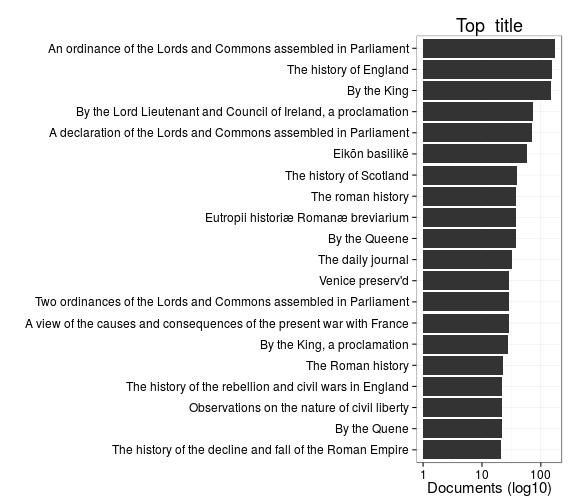 Top title
An ordinance of the Lords and Commons assembled in Parliament
The history of England
By the King
By the Lord Lieutenant and Council of Ireland, a proclamation
A declaration of the Lords and Commons assembled in Parliament
Eikōn basilikē
The history of Scotland
The roman history
Eutropii historiæ Romanæ breviarium
By the Queene
The daily journal
Venice preserv'd
Two ordinances of the Lords and Commons assembled in Parliament
A view of the causes and consequences of the present war with France
By the King, a proclamation
The Roman history
The history of the rebellion and civil wars in England
Observations on the nature of civil liberty
By the Quene
The history of the decline and fall of the Roman Empire
1 10 100
Documents (log10)